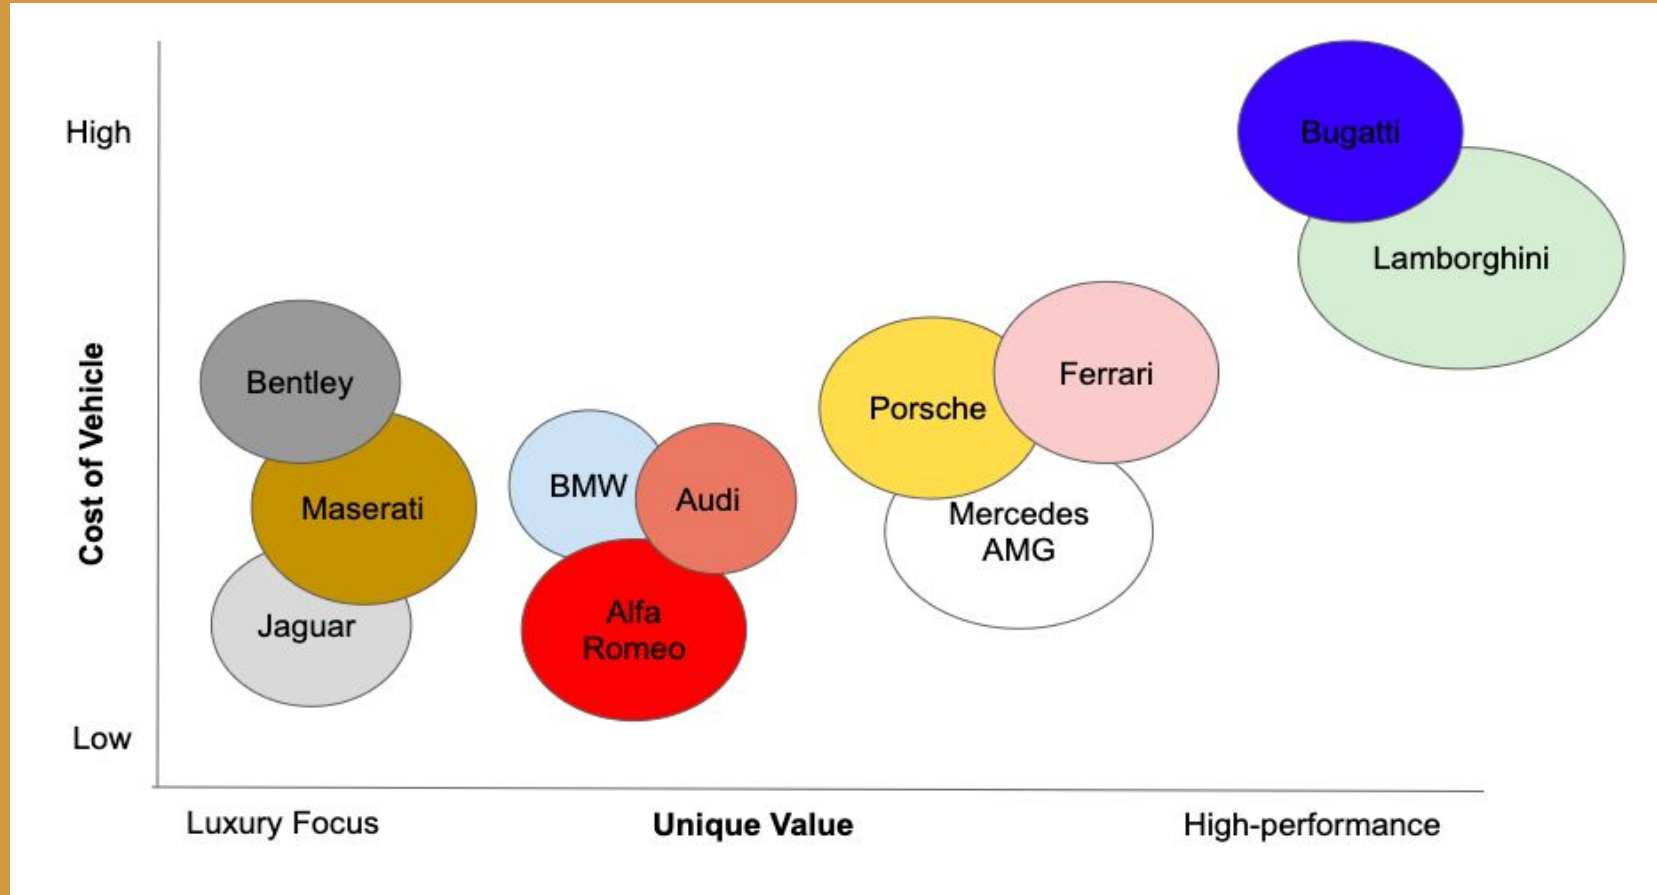 High
Bugatti
Lamborghini
Bentley
Ferrari
Porsche
Cost of Vehicle
BMW
Audi
Maserati
Mercedes
AMG
Jaguar
Alfa
Romeo
Low
Luxury Focus
Unique Value
High-performance